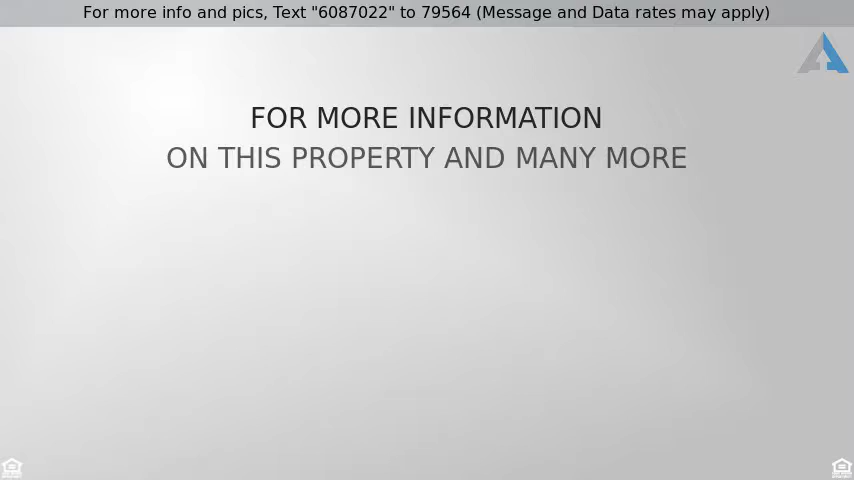 For more info and pics, Text "6087022" to 79564 (Message and Data rates may apply)
FOR MORE INFORMATION
ON THIS PROPERTY AND MANY MORE